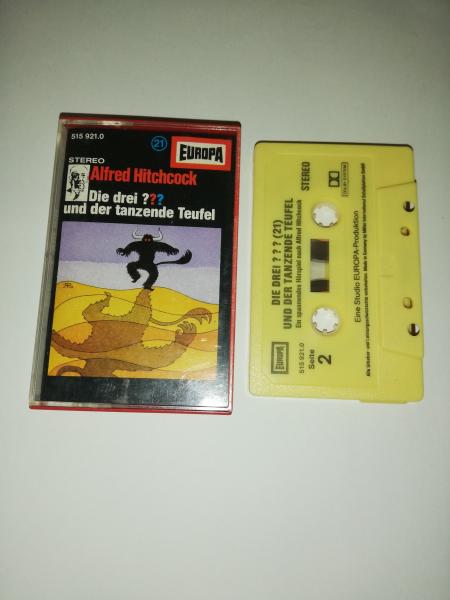 515 921.0
21
EUROPA
STEREO
Alfred Hitchcock
Die drei ???
und der tanzende Teufel
DIE DREI ? ? ? (21)
UND DER TANZENDE TEUFEL
Ein spannendes Hörspiel nach Alfred Hitchcock
STEREO
DOLBY SYSTEM
EUROPA
515 921.0
Seite
2
Eine Studio EUROPA-Produktion